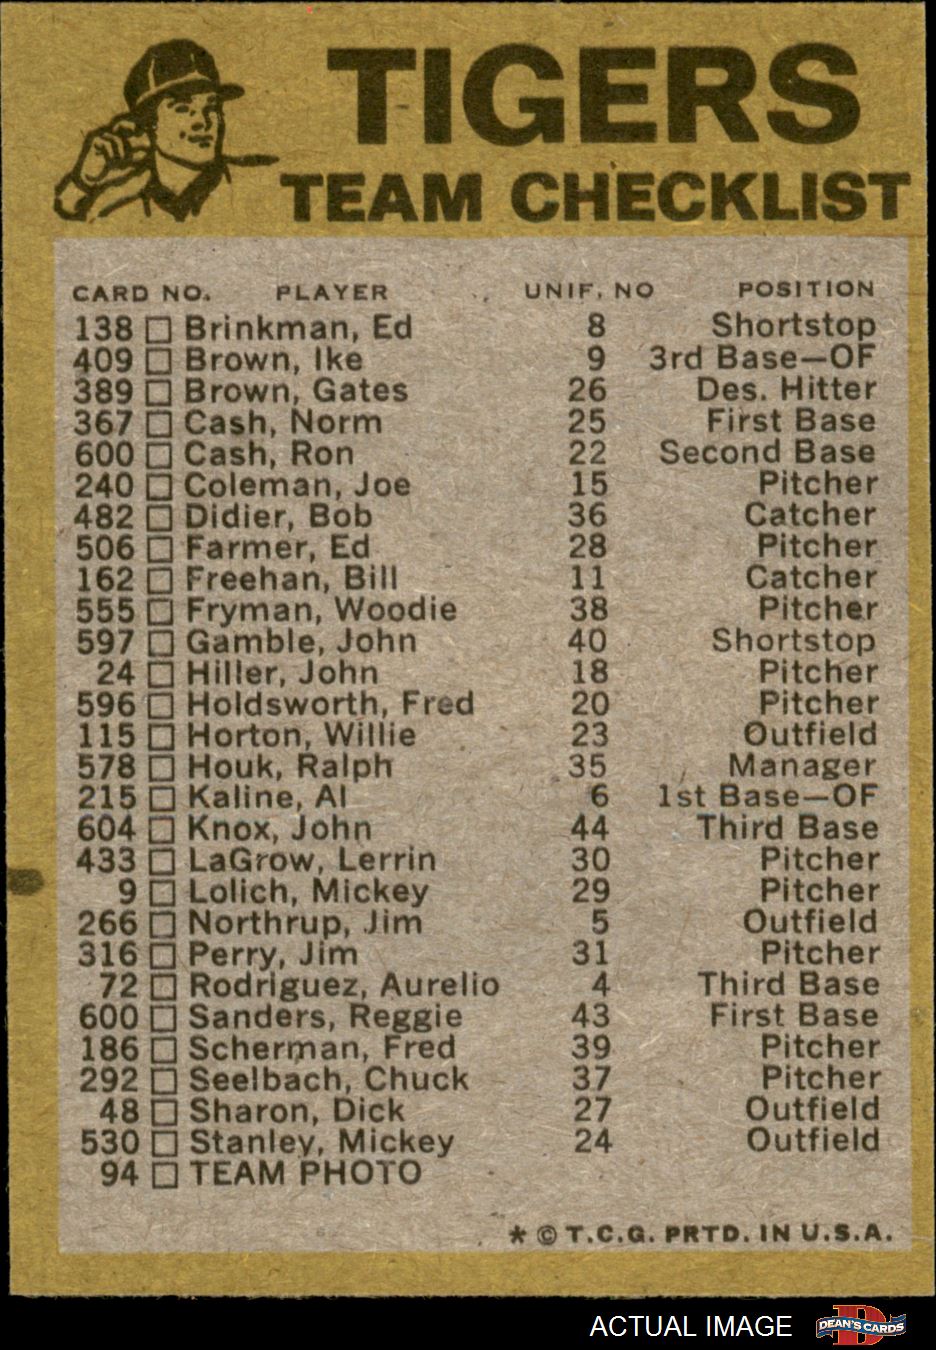 TIGERS
TEAM CHECKLIST
CARD NO. PLAYER UNIF. NO POSITION
138 □ Brinkman, Ed 8 Shortstop
409 □ Brown, Ike 9 3rd Base—OF
389 □ Brown, Gates 26 Des. Hitter
367 □ Cash, Norm 25 First Base
600 □ Cash, Ron 22 Second Base
240 □ Coleman, Joe 15 Pitcher
482 □ Didier, Bob 36 Catcher
506 □ Farmer, Ed 28 Pitcher
162 □ Freehan, Bill 11 Catcher
555 □ Fryman, Woodie 38 Pitcher
597 □ Gamble, John 40 Shortstop
24 □ Hiller, John 18 Pitcher
596 □ Holdsworth, Fred 20 Pitcher
115 □ Horton, Willie 23 Outfield
578 □ Houk, Ralph 35 Manager
215 □ Kaline, Al 6 1st Base—OF
604 □ Knox, John 44 Third Base
433 □ LaGrow, Lerrin 30 Pitcher
9 □ Lolich, Mickey 29 Pitcher
266 □ Northrup, Jim 5 Outfield
316 □ Perry, Jim 31 Pitcher
72 □ Rodriguez, Aurelio 4 Third Base
600 □ Sanders, Reggie 43 First Base
186 □ Scherman, Fred 39 Pitcher
292 □ Seelbach, Chuck 37 Pitcher
48 □ Sharon, Dick 27 Outfield
530 □ Stanley, Mickey 24 Outfield
94 □ TEAM PHOTO
* © T.C.G. PRTD. IN U.S.A.
ACTUAL IMAGE DEAN'S CARDS